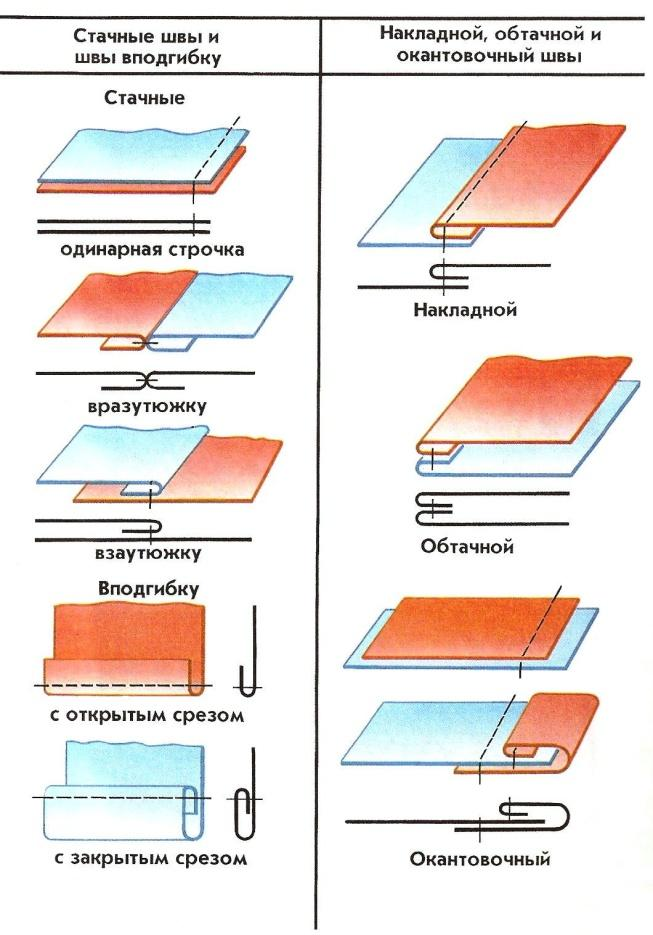 Стачные швы и
швы вподгибку
Стачные
одинарная строчка
вразутюжку
взаутюжку
Вподгибку
с открытым срезом
с закрытым срезом
Накладной, обтачной и
окантовочный швы
Накладной
Обтачной
Окантовочный